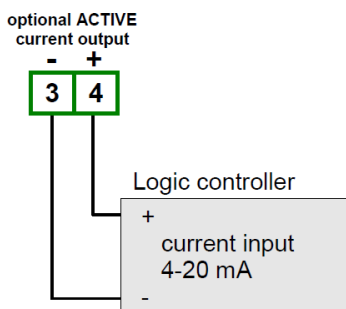 optional ACTIVE
current output
- +
3 4
Logic controller
+
current input
4-20 mA
-